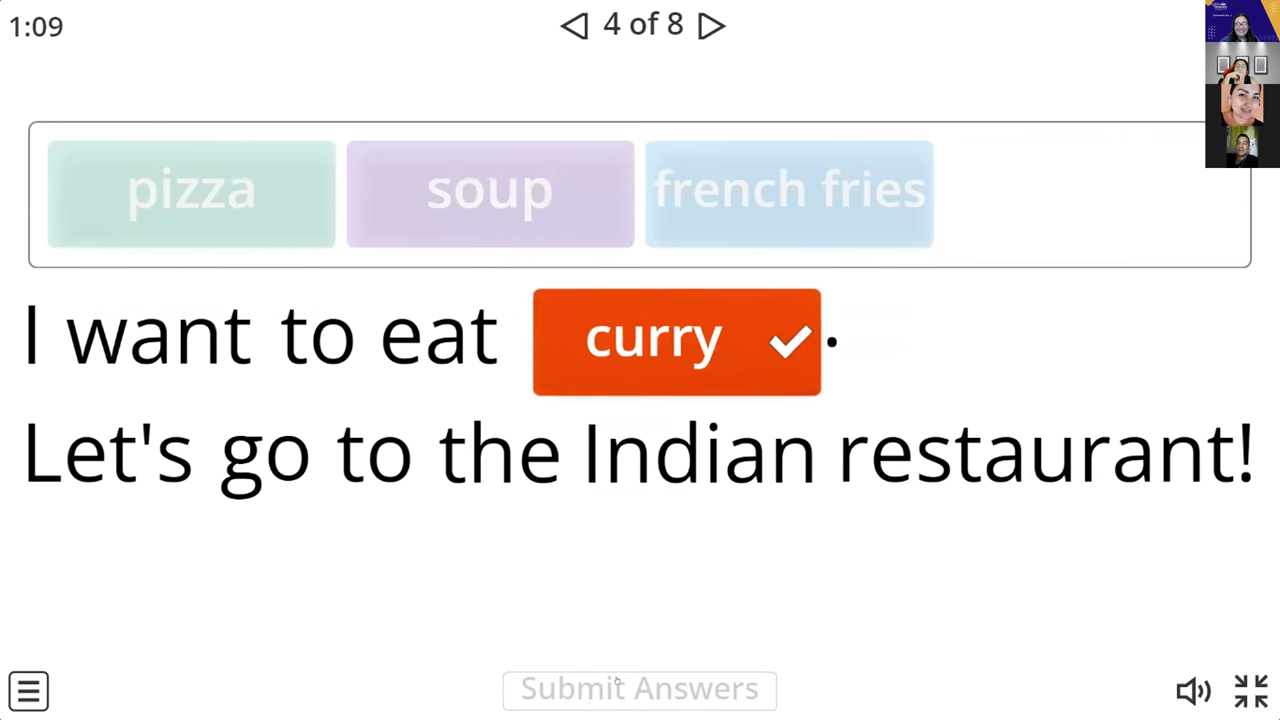 1:09
4 of 8
pizza soup french fries
I want to eat curry.
Let's go to the Indian restaurant!
Submit Answers